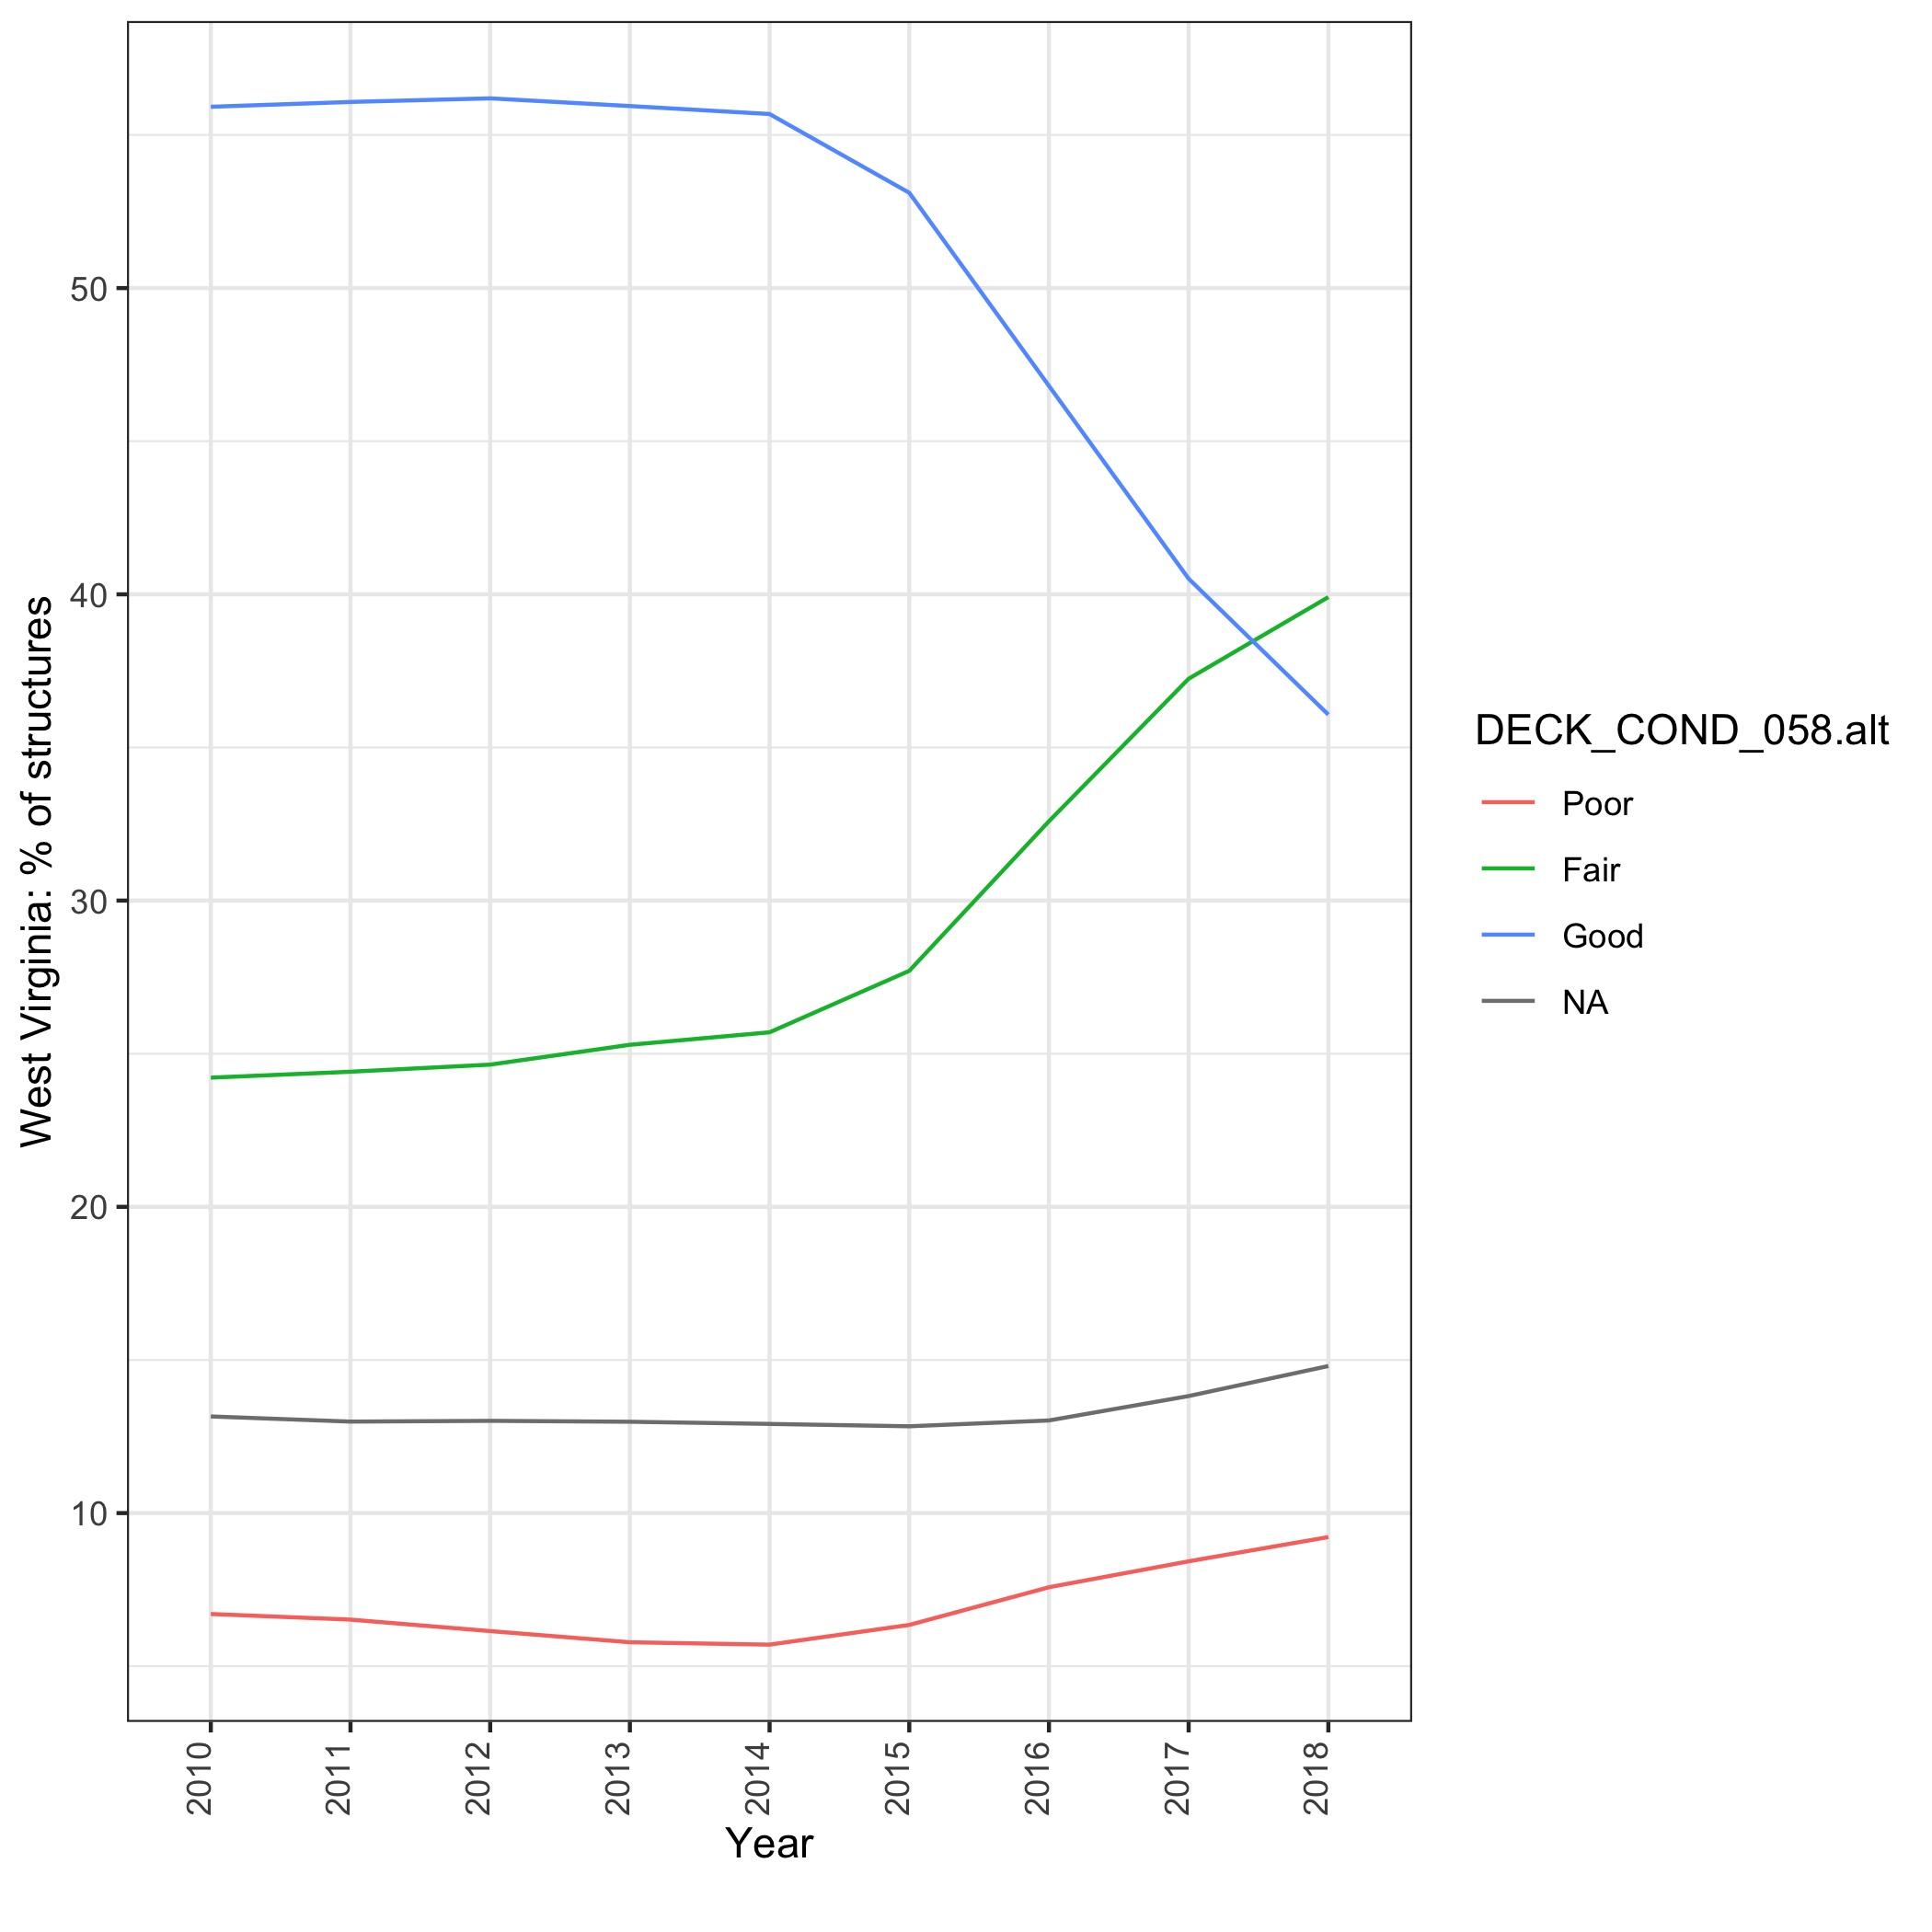 West Virginia: % of structures
50
40
30
20
10
2010
2011
2012
2013
2014
2015
2016
2017
2018
Year
DECK_COND_058.alt
Poor
Fair
Good
NA